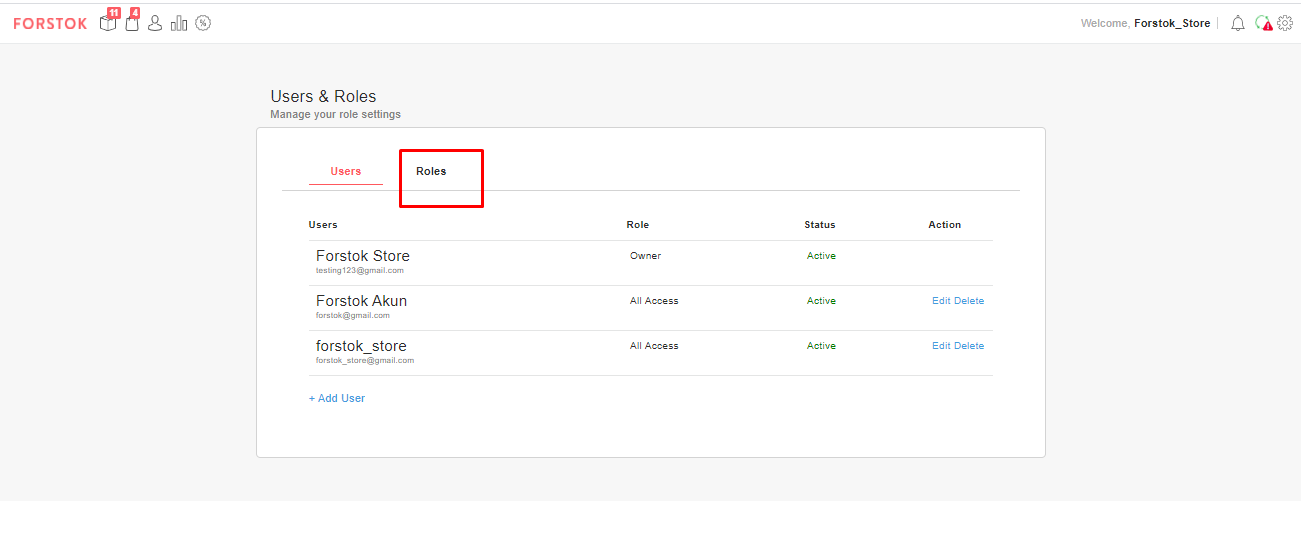 FORSTOK 11 4 % Welcome, Forstok_Store
Users & Roles
Manage your role settings
Users Roles
Users Role Status Action
Forstok Store Owner Active
testing123@gmail.com
Forstok Akun All Access Active Edit Delete
forstok@gmail.com
forstok_store All Access Active Edit Delete
forstok_store@gmail.com
+ Add User